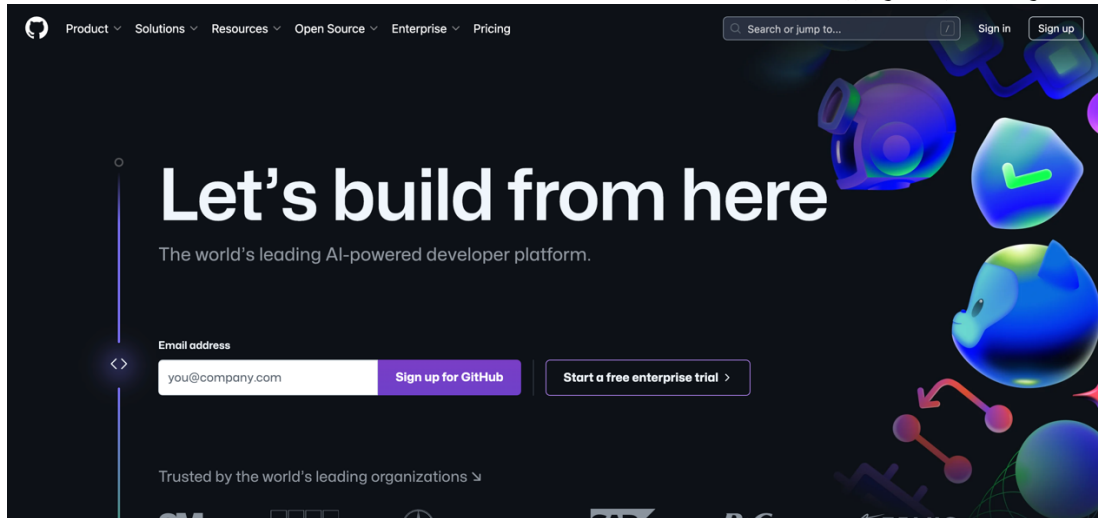 Product Solutions Resources Open Source Enterprise Pricing Search or jump to... / Sign in Sign up
Let’s build from here
The world’s leading AI-powered developer platform.
Email address
you@company.com Sign up for GitHub Start a free enterprise trial
Trusted by the world’s leading organizations